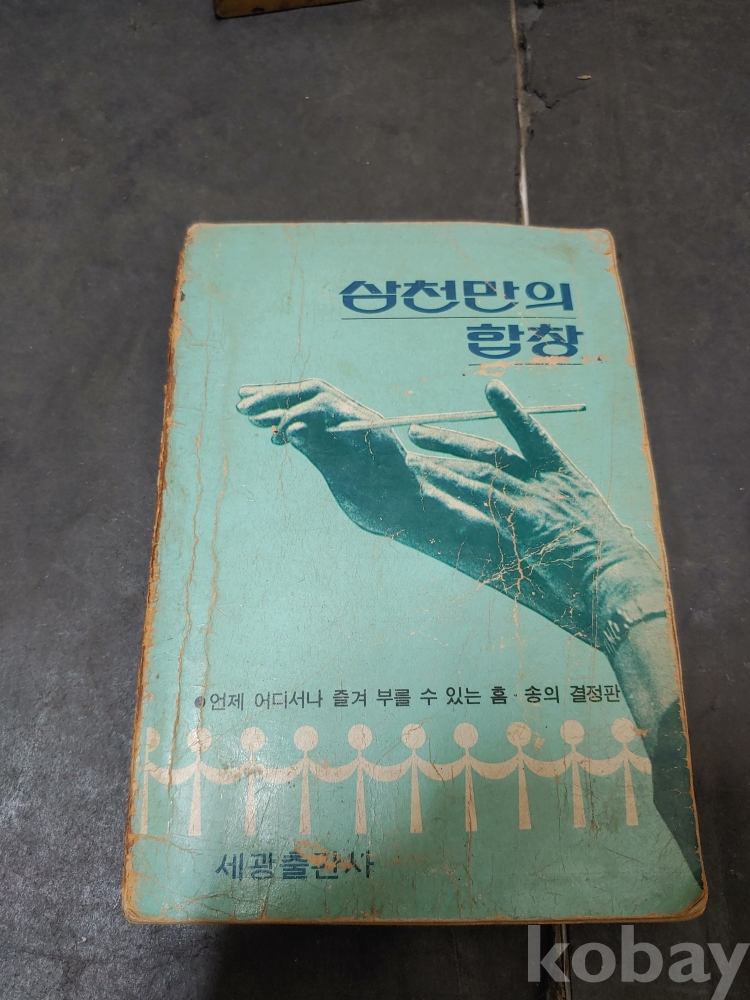 삼천만의
합창
●언제 어디서나 즐겨 부를 수 있는 홈·송의 결정판
세광출판사
kobay